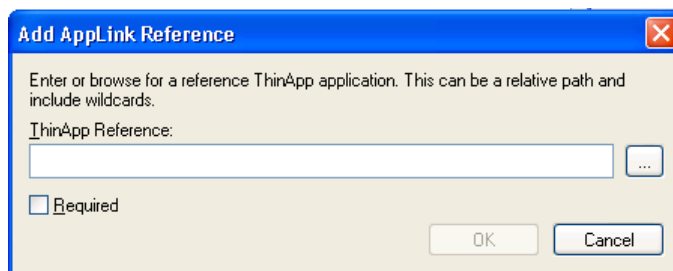 Add AppLink Reference
Enter or browse for a reference ThinApp application. This can be a relative path and
include wildcards.
ThinApp Reference:
...
Required
OK
Cancel